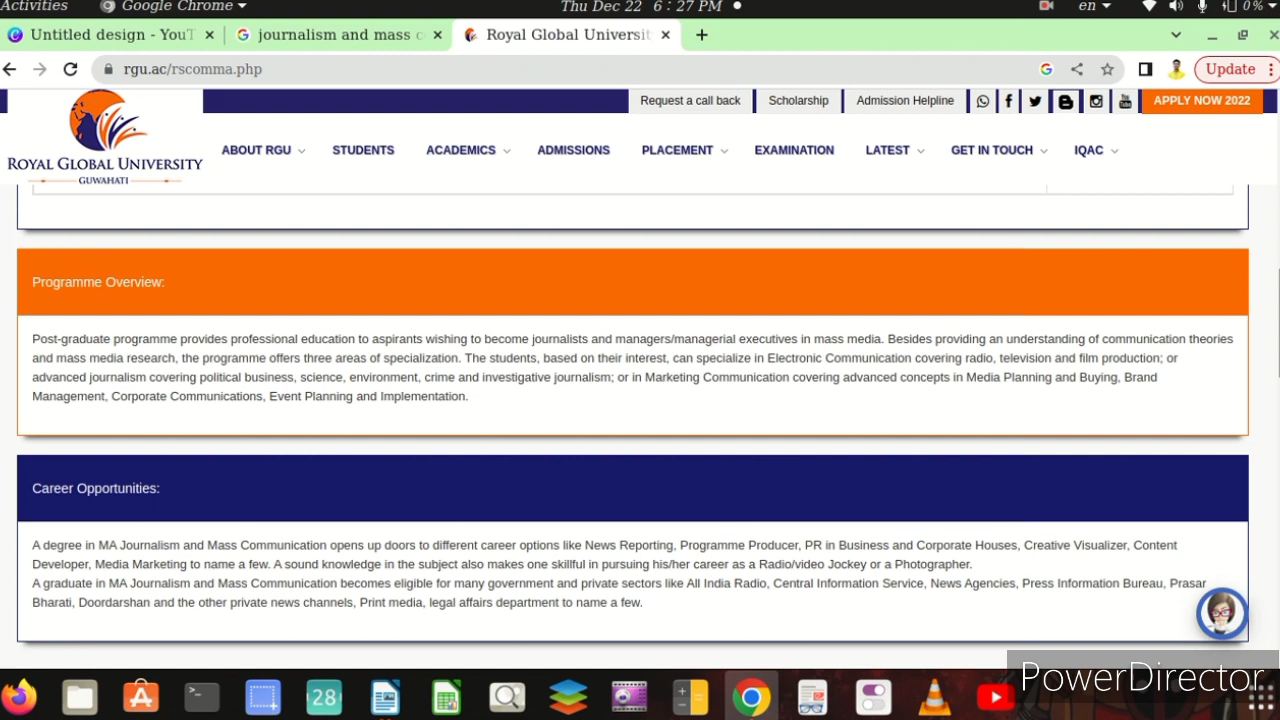 Activities Google Chrome Thu Dec 22 6 : 27 PM en 0 %
Untitled design - YouT journalism and mass c Royal Global Universit
rgu.ac/rscomma.php Update
Request a call back Scholarship Admission Helpline APPLY NOW 2022
ROYAL GLOBAL UNIVERSITY
GUWAHATI
ABOUT RGU STUDENTS ACADEMICS ADMISSIONS PLACEMENT EXAMINATION LATEST GET IN TOUCH IQAC
Programme Overview:
Post-graduate programme provides professional education to aspirants wishing to become journalists and managers/managerial executives in mass media. Besides providing an understanding of communication theories
and mass media research, the programme offers three areas of specialization. The students, based on their interest, can specialize in Electronic Communication covering radio, television and film production; or
advanced journalism covering political business, science, environment, crime and investigative journalism; or in Marketing Communication covering advanced concepts in Media Planning and Buying, Brand
Management, Corporate Communications, Event Planning and Implementation.
Career Opportunities:
A degree in MA Journalism and Mass Communication opens up doors to different career options like News Reporting, Programme Producer, PR in Business and Corporate Houses, Creative Visualizer, Content
Developer, Media Marketing to name a few. A sound knowledge in the subject also makes one skillful in pursuing his/her career as a Radio/video Jockey or a Photographer.
A graduate in MA Journalism and Mass Communication becomes eligible for many government and private sectors like All India Radio, Central Information Service, News Agencies, Press Information Bureau, Prasar
Bharati, Doordarshan and the other private news channels, Print media, legal affairs department to name a few.
28
PowerDirector